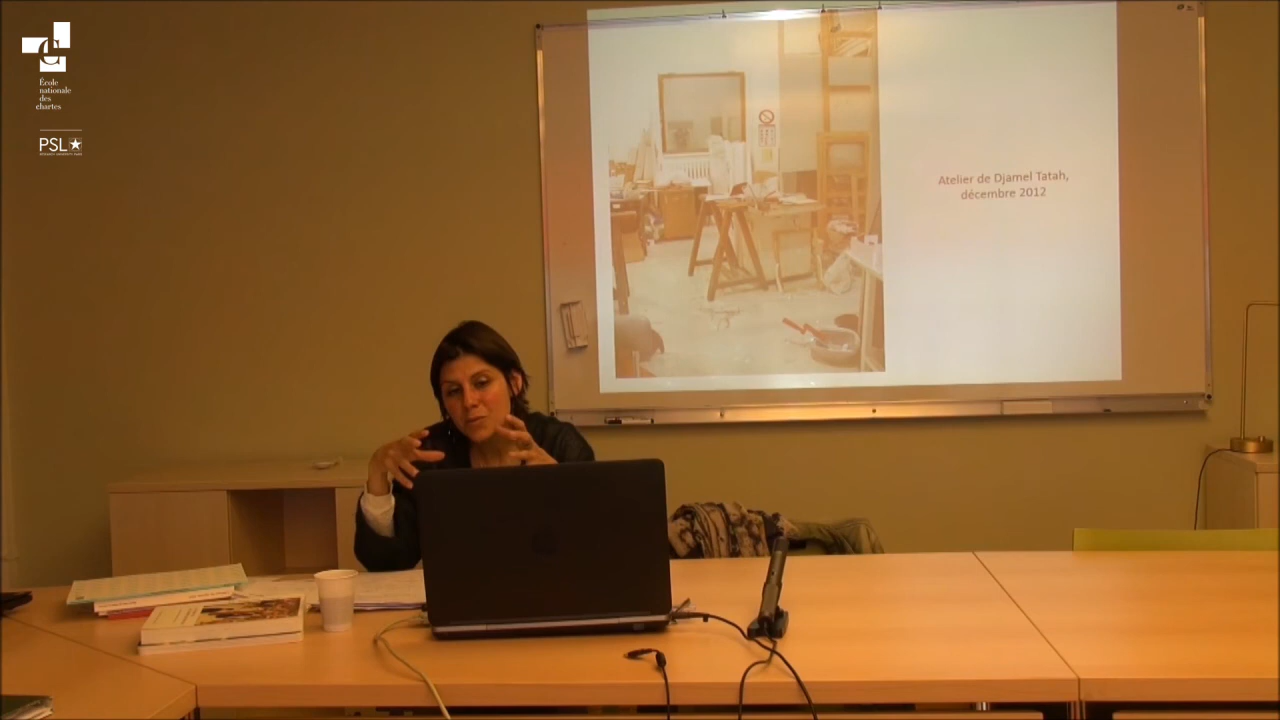 École
nationale
des
chartes
PSL
Atelier de Djamel Tatah,
décembre 2012